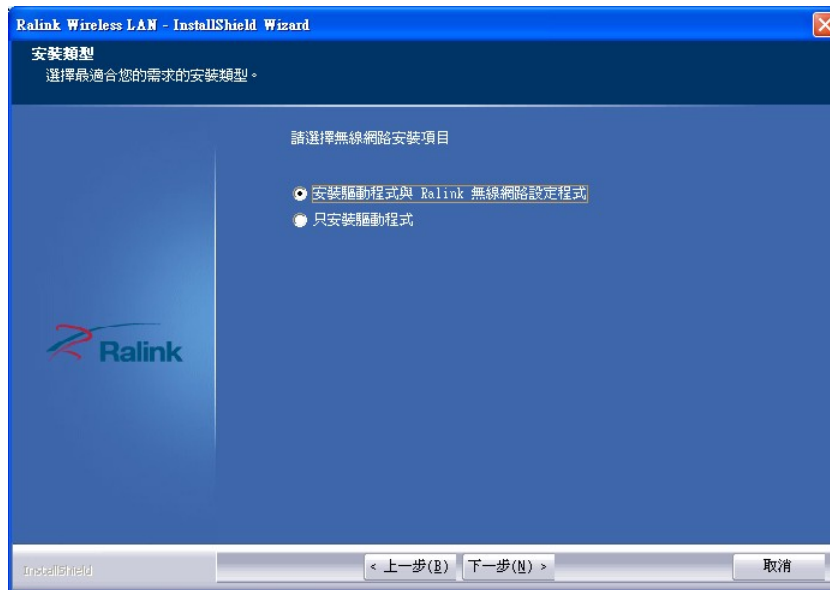 Ralink Wireless LAN - InstallShield Wizard
安裝類型
選擇最適合您的需求的安裝類型。
請選擇無線網路安裝項目
安裝驅動程式與 Ralink 無線網路設定程式
只安裝驅動程式
Ralink
InstallShield
< 上一步(B) 下一步(N) > 取消